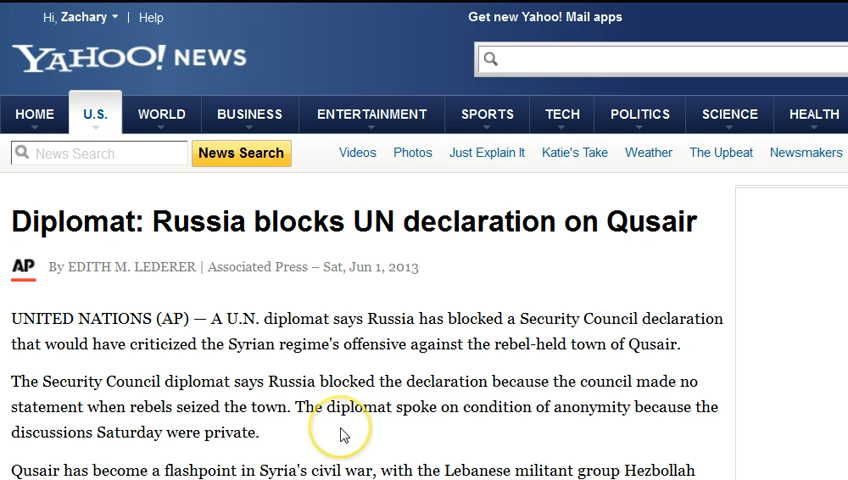 Hi, Zachary | Help
Get new Yahoo! Mail apps
YAHOO! NEWS
HOME U.S. WORLD BUSINESS ENTERTAINMENT SPORTS TECH POLITICS SCIENCE HEALTH
News Search News Search Videos Photos Just Explain It Katie's Take Weather The Upbeat Newsmakers
Diplomat: Russia blocks UN declaration on Qusair
AP By EDITH M. LEDERER | Associated Press – Sat, Jun 1, 2013
UNITED NATIONS (AP) — A U.N. diplomat says Russia has blocked a Security Council declaration
that would have criticized the Syrian regime's offensive against the rebel-held town of Qusair.
The Security Council diplomat says Russia blocked the declaration because the council made no
statement when rebels seized the town. The diplomat spoke on condition of anonymity because the
discussions Saturday were private.
Qusair has become a flashpoint in Syria's civil war, with the Lebanese militant group Hezbollah